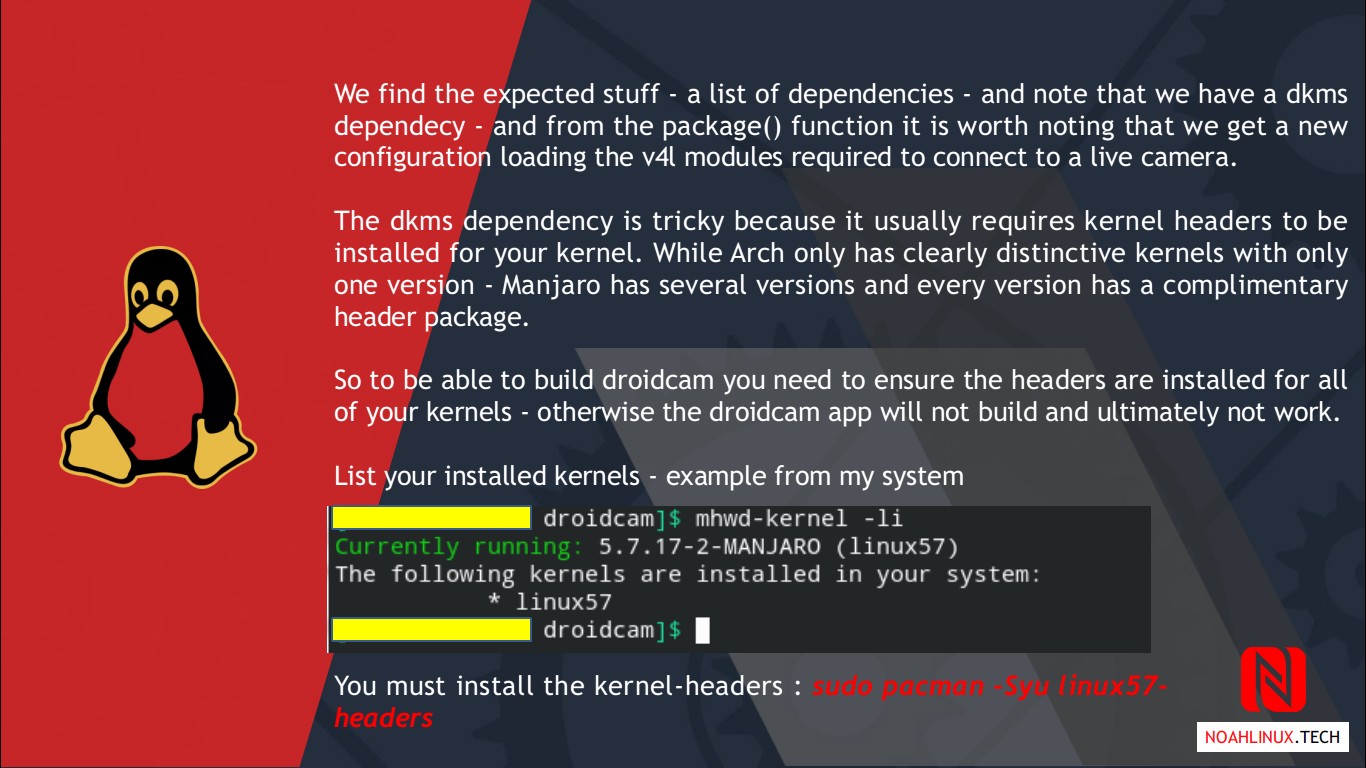 We find the expected stuff - a list of dependencies - and note that we have a dkms
dependecy - and from the package() function it is worth noting that we get a new
configuration loading the v4l modules required to connect to a live camera.
The dkms dependency is tricky because it usually requires kernel headers to be
installed for your kernel. While Arch only has clearly distinctive kernels with only
one version - Manjaro has several versions and every version has a complimentary
header package.
So to be able to build droidcam you need to ensure the headers are installed for all
of your kernels - otherwise the droidcam app will not build and ultimately not work.
List your installed kernels - example from my system
droidcam]$ mhwd-kernel -li
Currently running: 5.7.17-2-MANJARO (linux57)
The following kernels are installed in your system:
* linux57
droidcam]$
You must install the kernel-headers : sudo pacman -Syu linux57-
headers
NOAHLINUX.TECH